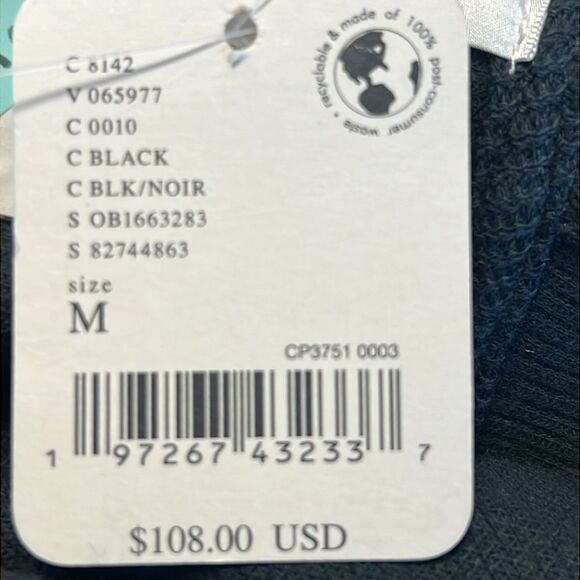 C 8142
V 065977
C 0010
C BLACK
C BLK/NOIR
S OB1663283
S 82744863
size
M
recyclable & made of 100% post-consumer waste •
CP3751 0003
1 97267 43233 7
$108.00 USD